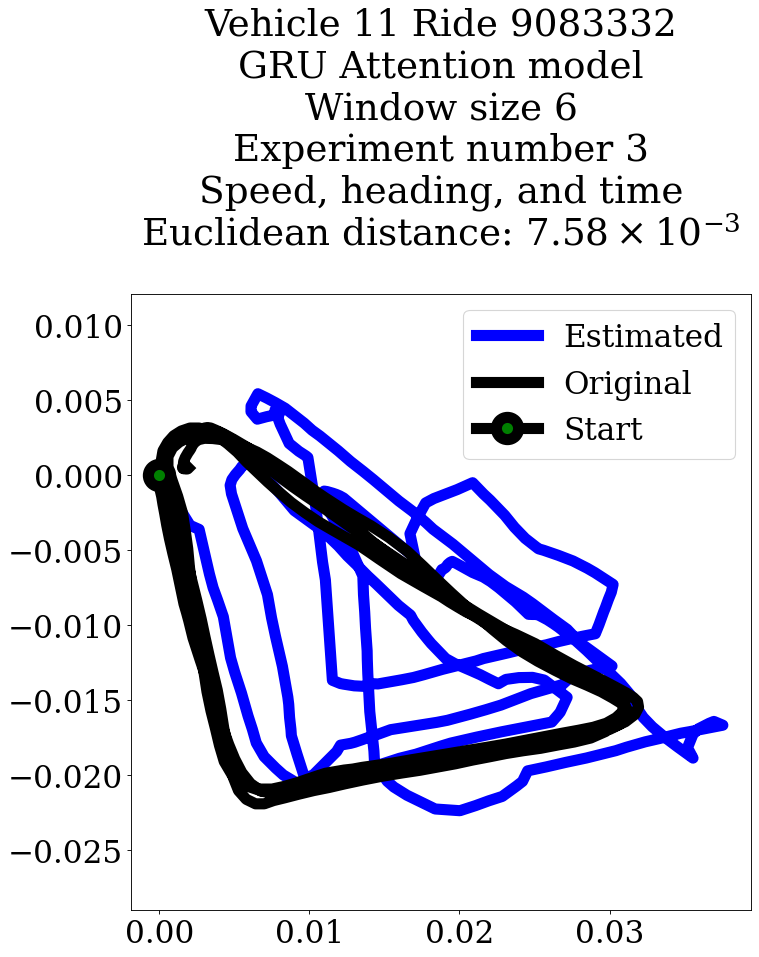 Vehicle 11 Ride 9083332
GRU Attention model
Window size 6
Experiment number 3
Speed, heading, and time
Euclidean distance: 7.58 × 10⁻³
Estimated
Original
Start
0.010
0.005
0.000
−0.005
−0.010
−0.015
−0.020
−0.025
0.00 0.01 0.02 0.03